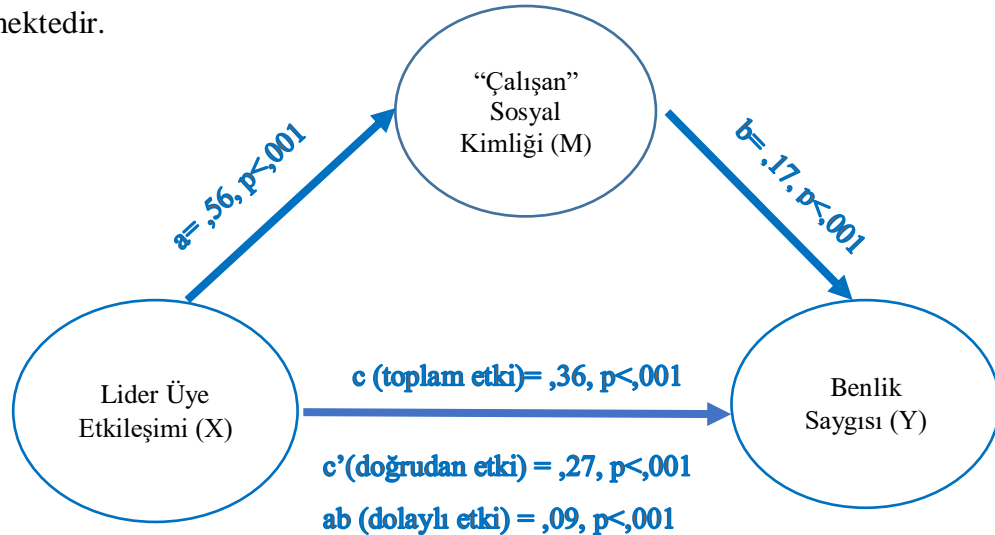 mektedir.
“Çalışan”
Sosyal
Kimliği (M)
a= ,56, p<,001
b= ,17, p<,001
Lider Üye
Etkileşimi (X)
c (toplam etki)= ,36, p<,001
c’(doğrudan etki) = ,27, p<,001
ab (dolaylı etki) = ,09, p<,001
Benlik
Saygısı (Y)